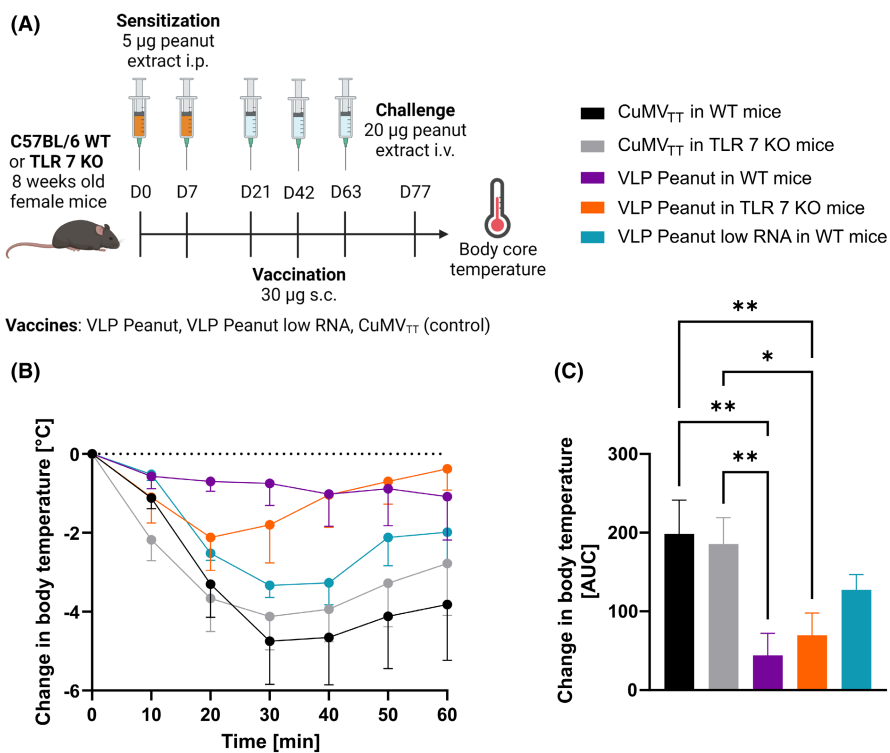 (A)
Sensitization
5 µg peanut
extract i.p.
Challenge
20 µg peanut
extract i.v.
C57BL/6 WT
or TLR 7 KO
8 weeks old
female mice
D0 D7 D21 D42 D63 D77
Body core
temperature
Vaccination
30 µg s.c.
Vaccines: VLP Peanut, VLP Peanut low RNA, CuMVTT (control)
CuMVTT in WT mice
CuMVTT in TLR 7 KO mice
VLP Peanut in WT mice
VLP Peanut in TLR 7 KO mice
VLP Peanut low RNA in WT mice
(B)
Change in body temperature [°C]
0
-2
-4
-6
0 10 20 30 40 50 60
Time [min]
(C)
**
*
**
**
Change in body temperature
[AUC]
300
200
100
0